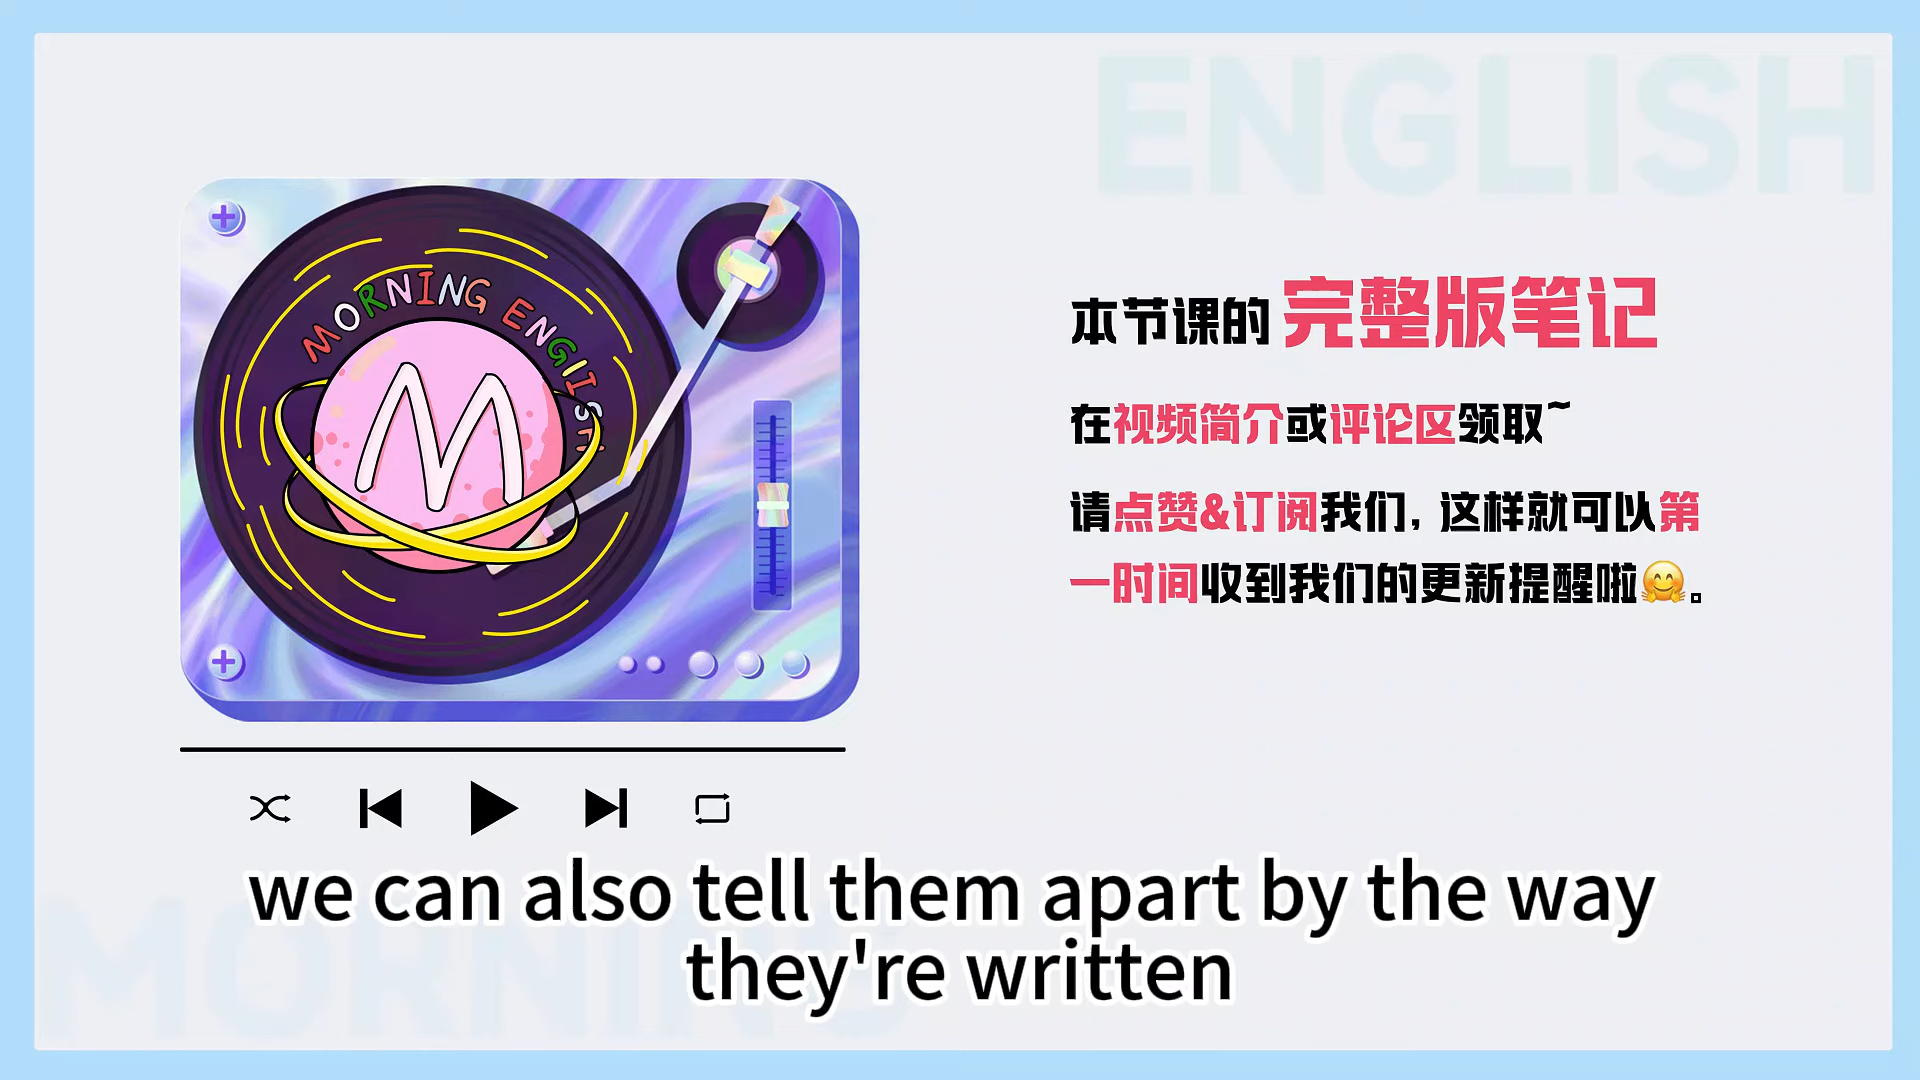 ENGLISH
MORNING ENGLISH
M
本节课的 完整版笔记
在视频简介或评论区领取~
请点赞&订阅我们，这样就可以第
一时间收到我们的更新提醒啦🤗。
we can also tell them apart by the way
they're written
MORNING